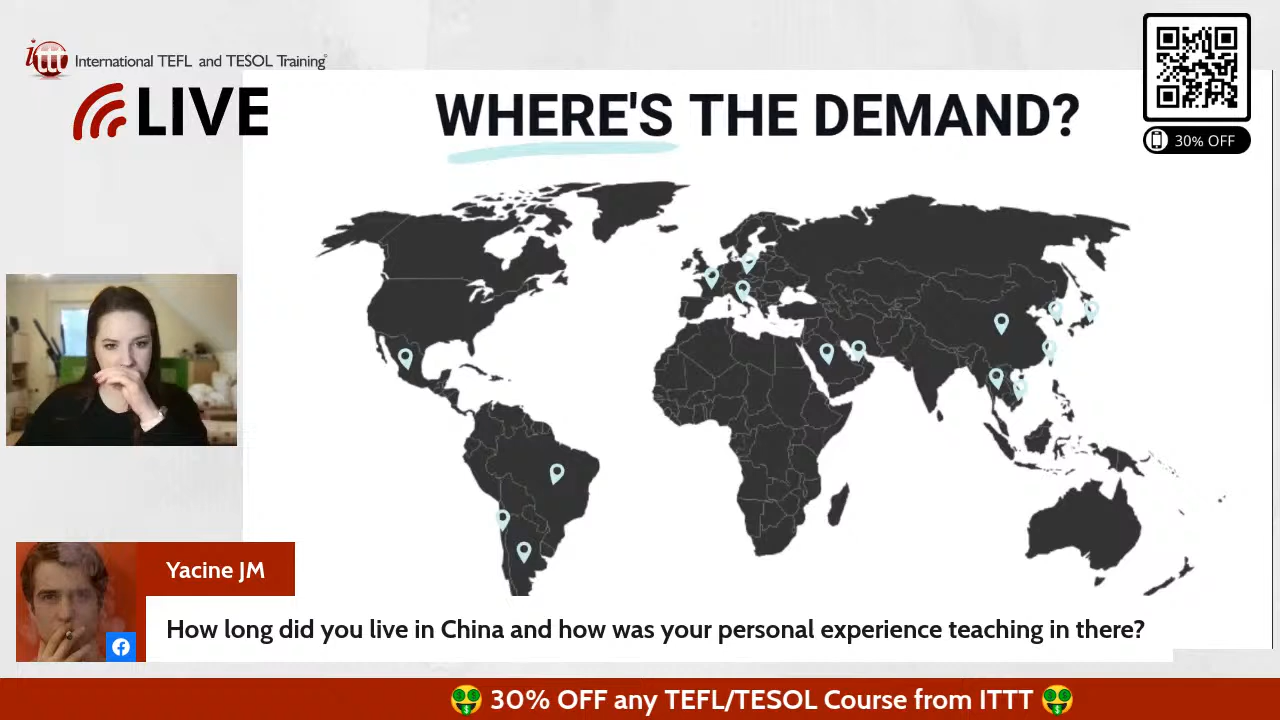 ittt International TEFL and TESOL Training®
LIVE
WHERE'S THE DEMAND?
30% OFF
Yacine JM
How long did you live in China and how was your personal experience teaching in there?
30% OFF any TEFL/TESOL Course from ITTT